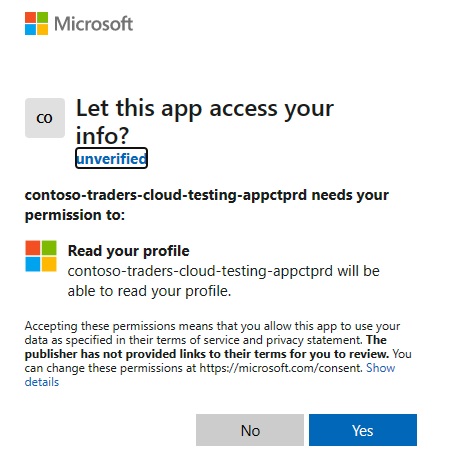 Microsoft
CO
Let this app access your
info?
unverified
contoso-traders-cloud-testing-appctprd needs your
permission to:
Read your profile
contoso-traders-cloud-testing-appctprd will be
able to read your profile.
Accepting these permissions means that you allow this app to use your
data as specified in their terms of service and privacy statement. The
publisher has not provided links to their terms for you to review. You
can change these permissions at https://microsoft.com/consent. Show
details
No
Yes